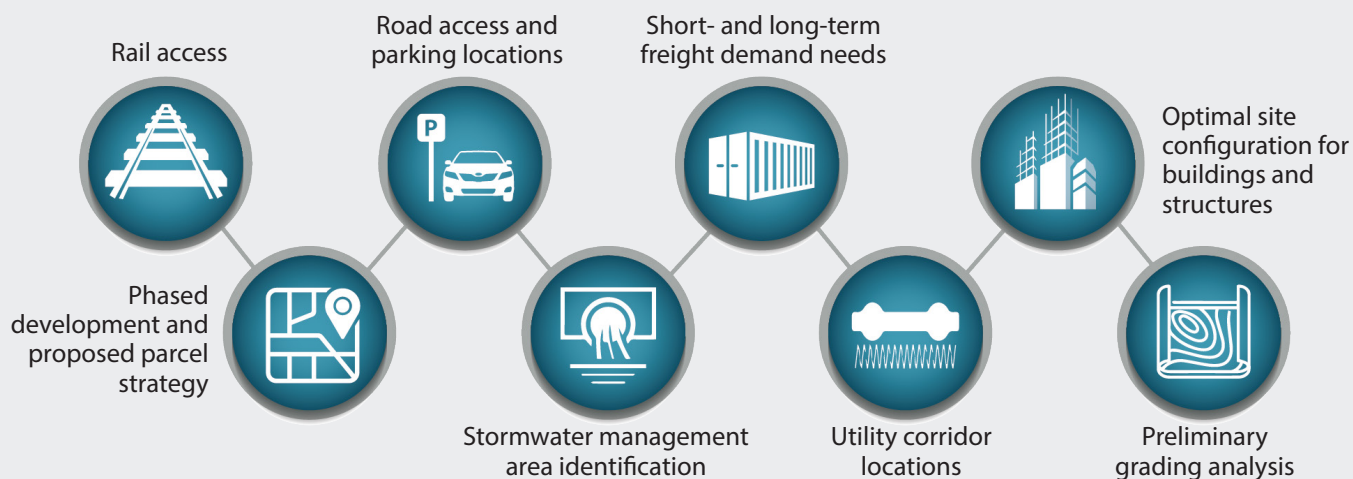 Rail access
Phased
development and
proposed parcel
strategy
Road access and
parking locations
P
Stormwater management
area identification
Short- and long-term
freight demand needs
Utility corridor
locations
Optimal site
configuration for
buildings and
structures
Preliminary
grading analysis